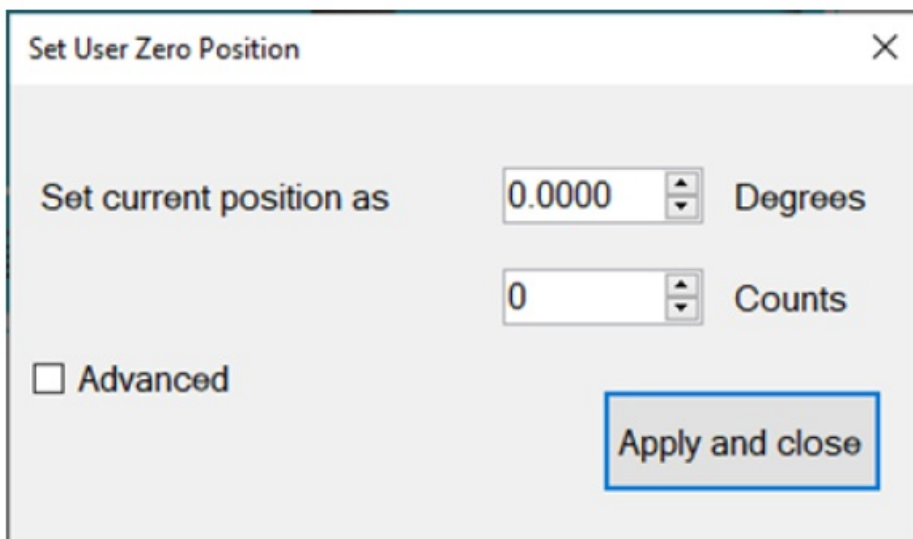 Set User Zero Position
Set current position as 0.0000 Degrees
0 Counts
Advanced
Apply and close